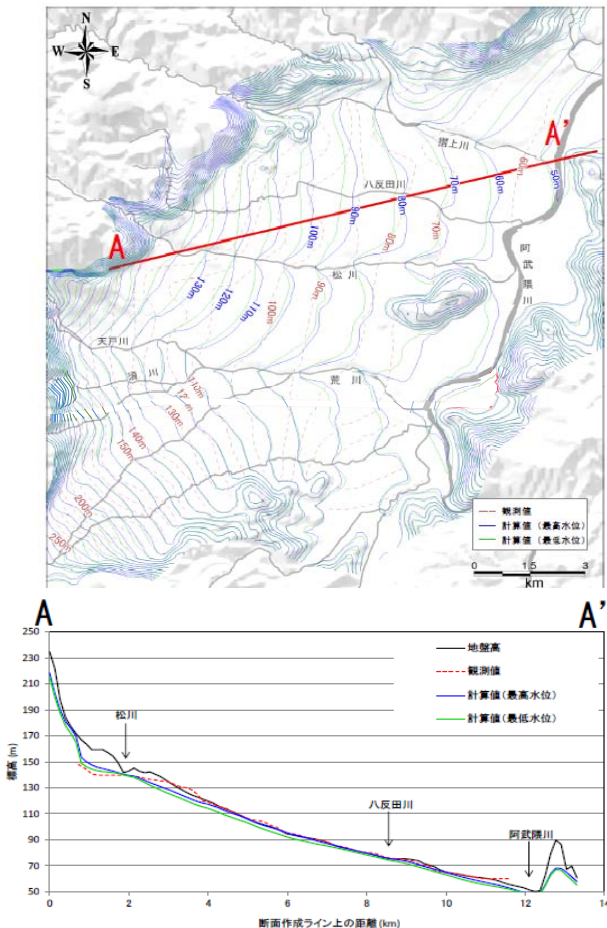 N
W E
S
A'
摺上川
60m
50m
八反田川
70m
60m
80m
90m
A
100m
80m
70m
阿武隈川
松川
130m
120m
110m
100m
90m
天戸川
須川
荒川
110m
130m
140m
150m
200m
250m
観測値
計算値（最高水位）
計算値（最低水位）
0 1.5 3
km
A A'
250
230
210
190
170
150
130
110
90
70
50
標高(m)
地盤高
観測値
計算値(最高水位)
計算値(最低水位)
松川
八反田川
阿武隈川
0 2 4 6 8 10 12 14
断面作成ライン上の距離(km)